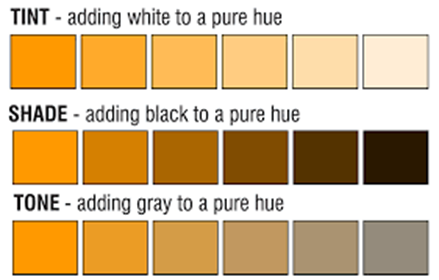 TINT - adding white to a pure hue
SHADE - adding black to a pure hue
TONE - adding gray to a pure hue